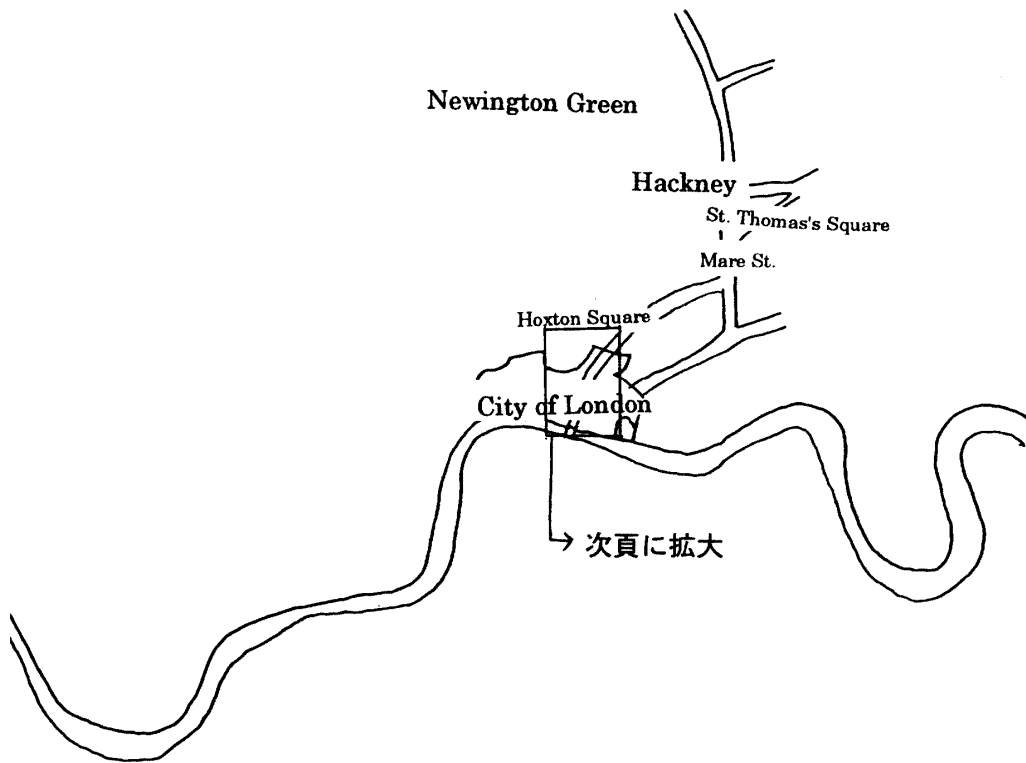 Newington Green
Hackney
St. Thomas's Square
Mare St.
Hoxton Square
City of London
次頁に拡大